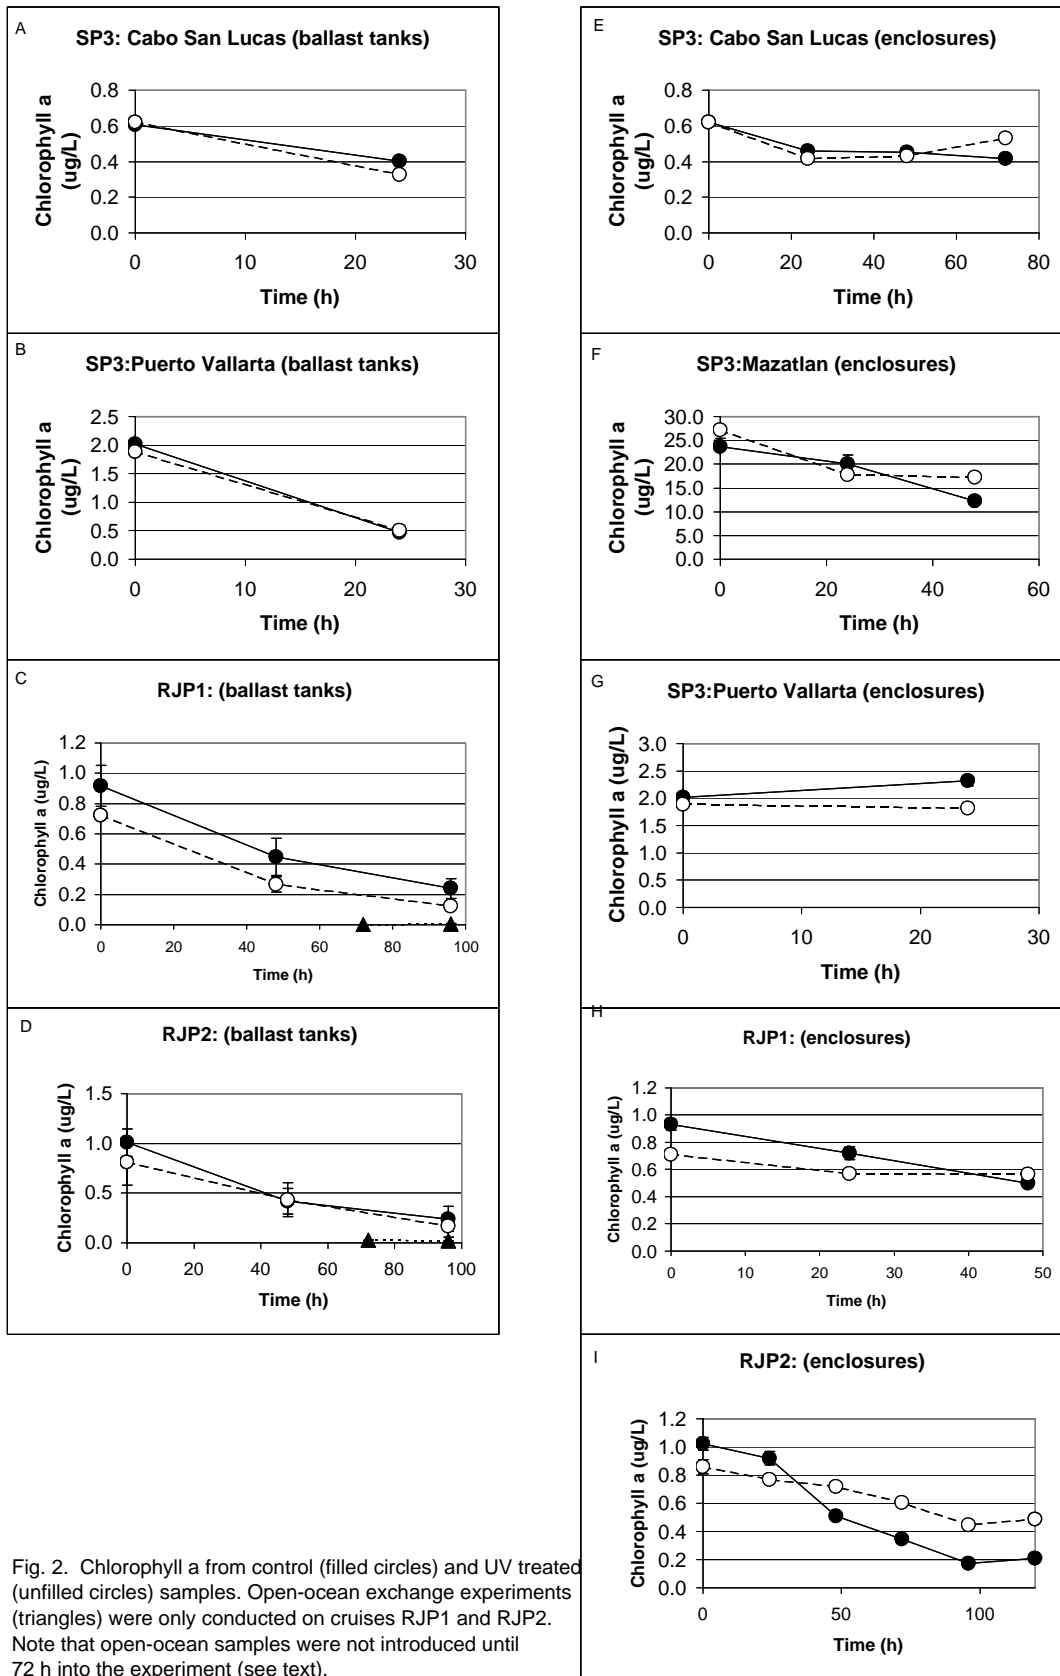 A
SP3: Cabo San Lucas (ballast tanks)
Chlorophyll a
(ug/L)
0.8
0.6
0.4
0.2
0.0
0 10 20 30
Time (h)
B
SP3:Puerto Vallarta (ballast tanks)
Chlorophyll a
(ug/L)
2.5
2.0
1.5
1.0
0.5
0.0
0 10 20 30
Time (h)
C
RJP1: (ballast tanks)
Chlorophyll a (ug/L)
1.2
1.0
0.8
0.6
0.4
0.2
0.0
0 20 40 60 80 100
Time (h)
D
RJP2: (ballast tanks)
Chlorophyll a (ug/L)
1.5
1.0
0.5
0.0
0 20 40 60 80 100
Time (h)
E
SP3: Cabo San Lucas (enclosures)
Chlorophyll a
(ug/L)
0.8
0.6
0.4
0.2
0.0
0 20 40 60 80
Time (h)
F
SP3:Mazatlan (enclosures)
Chlorophyll a
(ug/L)
30.0
25.0
20.0
15.0
10.0
5.0
0.0
0 20 40 60
Time (h)
G
SP3:Puerto Vallarta (enclosures)
Chlorophyll a (ug/L)
3.0
2.5
2.0
1.5
1.0
0.5
0.0
0 10 20 30
Time (h)
H
RJP1: (enclosures)
Chlorophyll a (ug/L)
1.2
1.0
0.8
0.6
0.4
0.2
0.0
0 10 20 30 40 50
Time (h)
I
RJP2: (enclosures)
Chlorophyll a (ug/L)
1.2
1.0
0.8
0.6
0.4
0.2
0.0
0 50 100
Time (h)
Fig. 2. Chlorophyll a from control (filled circles) and UV treated
(unfilled circles) samples. Open-ocean exchange experiments
(triangles) were only conducted on cruises RJP1 and RJP2.
Note that open-ocean samples were not introduced until
72 h into the experiment (see text).